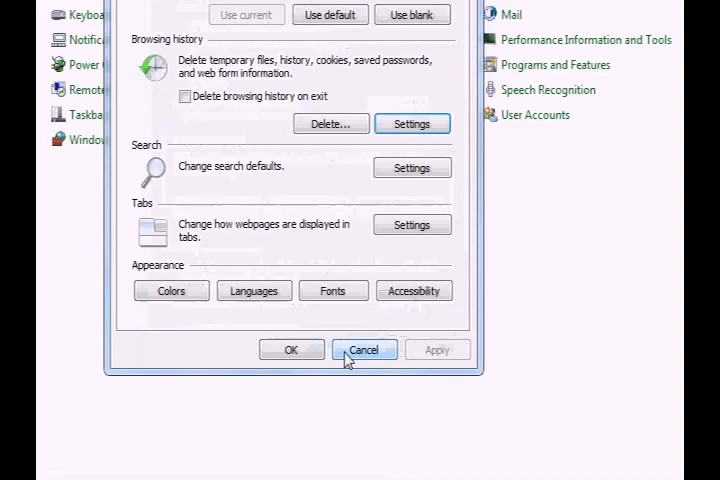 Use current Use default Use blank
Browsing history
Delete temporary files, history, cookies, saved passwords,
and web form information.
Delete browsing history on exit
Delete... Settings
Search
Change search defaults. Settings
Tabs
Change how webpages are displayed in
tabs.
Settings
Appearance
Colors Languages Fonts Accessibility
OK Cancel Apply
Keyboa
Notifica
Power
Remote
Taskba
Window
Mail
Performance Information and Tools
Programs and Features
Speech Recognition
User Accounts